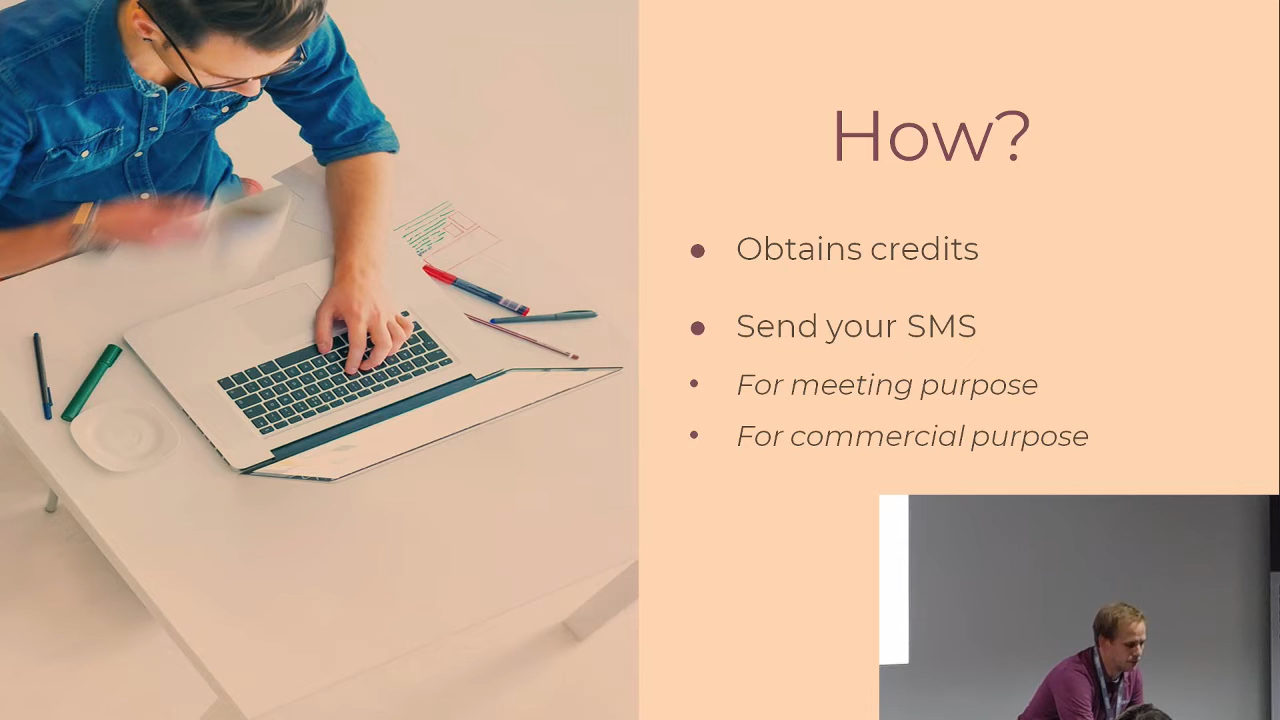 How?
Obtains credits
Send your SMS
For meeting purpose
For commercial purpose